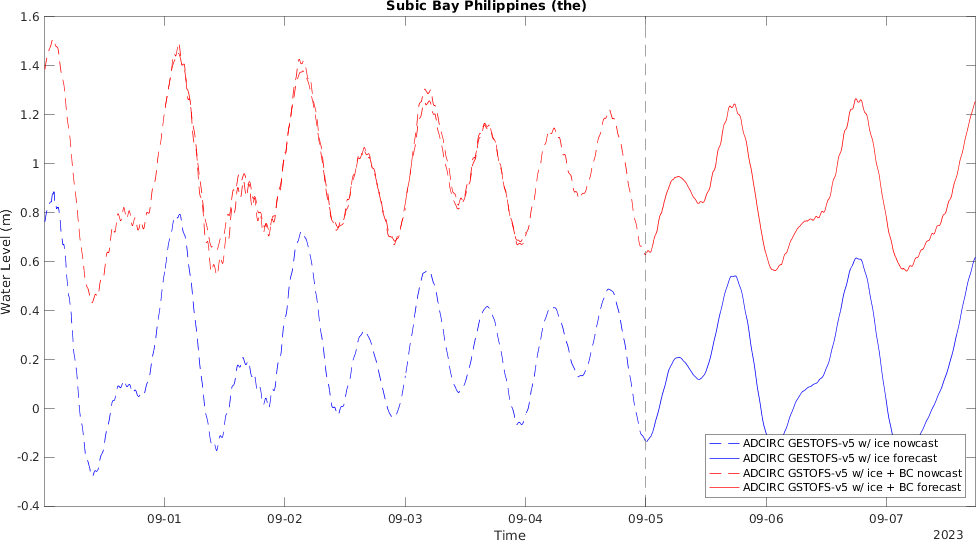 Subic Bay Philippines (the)
1.6
1.4
1.2
1
0.8
0.6
0.4
0.2
0
-0.2
-0.4
Water Level (m)
ADCIRC GESTOFS-v5 w/ ice nowcast
ADCIRC GESTOFS-v5 w/ ice forecast
ADCIRC GSTOFS-v5 w/ ice + BC nowcast
ADCIRC GSTOFS-v5 w/ ice + BC forecast
09-01 09-02 09-03 09-04 09-05 09-06 09-07
Time
2023